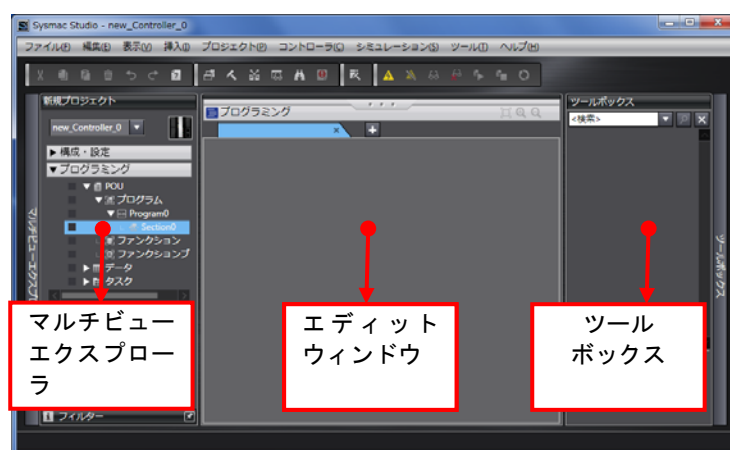 Sysmac Studio - new_Controller_0
ファイル(F) 編集(E) 表示(V) 挿入(I) プロジェクト(P) コントローラ(C) シミュレーション(S) ツール(T) ヘルプ(H)
新規プロジェクト
new_Controller_0
構成・設定
プログラミング
POU
プログラム
Program0
Section0
ファンクション
ファンクションブ
データ
タスク
フィルター
マルチビューエクスプ
プログラミング
ツールボックス
<検索>
ツールボックス
マルチビュー
エクスプロー
ラ
エディット
ウィンドウ
ツール
ボックス